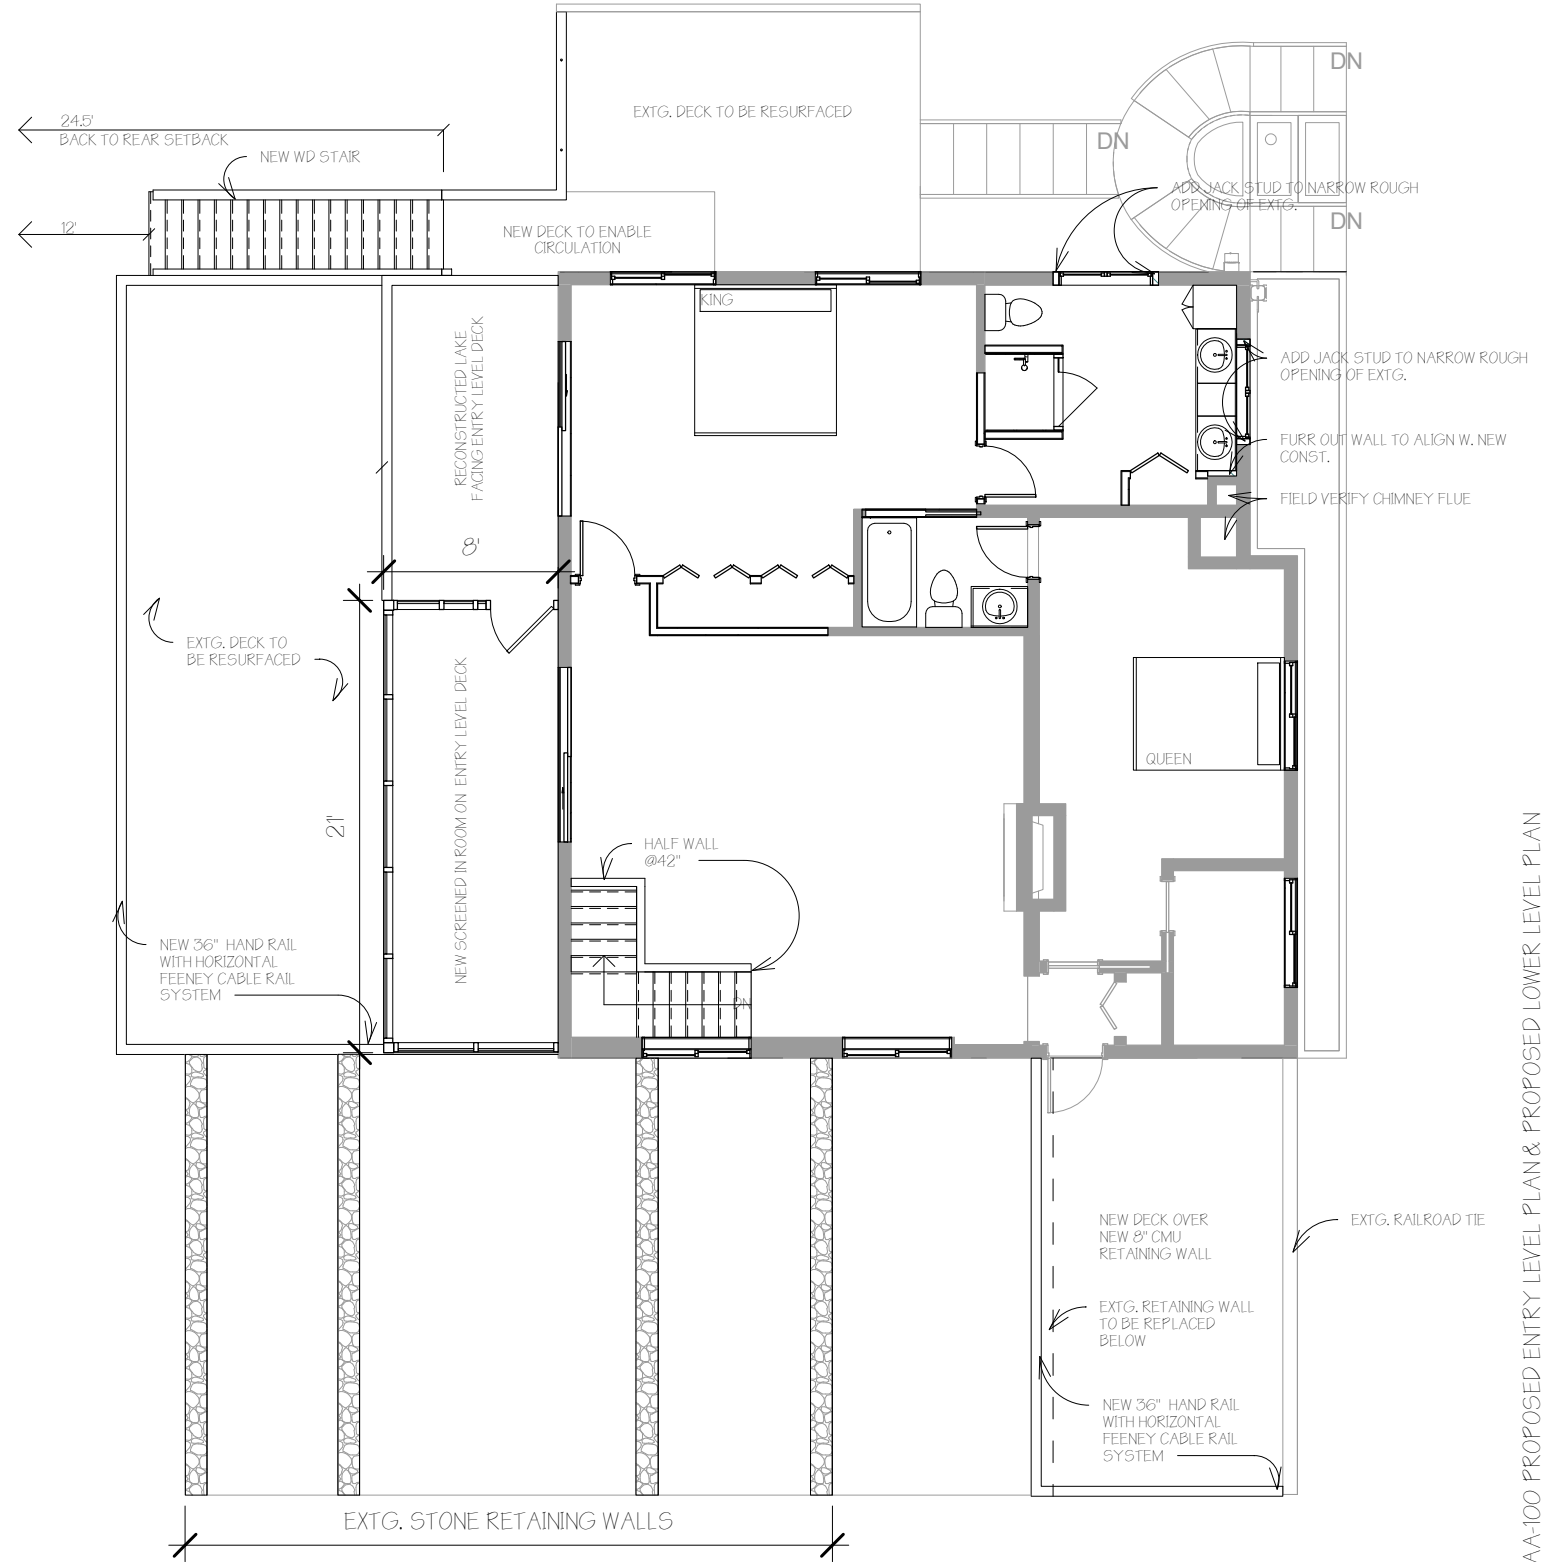 DN
EXTG. DECK TO BE RESURFACED
24.5'
BACK TO REAR SETBACK
DN
NEW WD STAIR
ADD JACK STUD TO NARROW ROUGH
OPENING OF EXTG.
DN
12'
NEW DECK TO ENABLE
CIRCULATION
KING
RECONSTRUCTED LAKE
FACING ENTRY LEVEL DECK
ADD JACK STUD TO NARROW ROUGH
OPENING OF EXTG.
FURR OUT WALL TO ALIGN W. NEW
CONST.
FIELD VERIFY CHIMNEY FLUE
8'
EXTG. DECK TO
BE RESURFACED
NEW SCREENED IN ROOM ON ENTRY LEVEL DECK
QUEEN
21'
HALF WALL
@42"
NEW 36" HAND RAIL
WITH HORIZONTAL
FEENEY CABLE RAIL
SYSTEM
DN
NEW DECK OVER
NEW 8" CMU
RETAINING WALL
EXTG. RAILROAD TIE
EXTG. RETAINING WALL
TO BE REPLACED
BELOW
NEW 36" HAND RAIL
WITH HORIZONTAL
FEENEY CABLE RAIL
SYSTEM
EXTG. STONE RETAINING WALLS
AA-100 PROPOSED ENTRY LEVEL PLAN & PROPOSED LOWER LEVEL PLAN